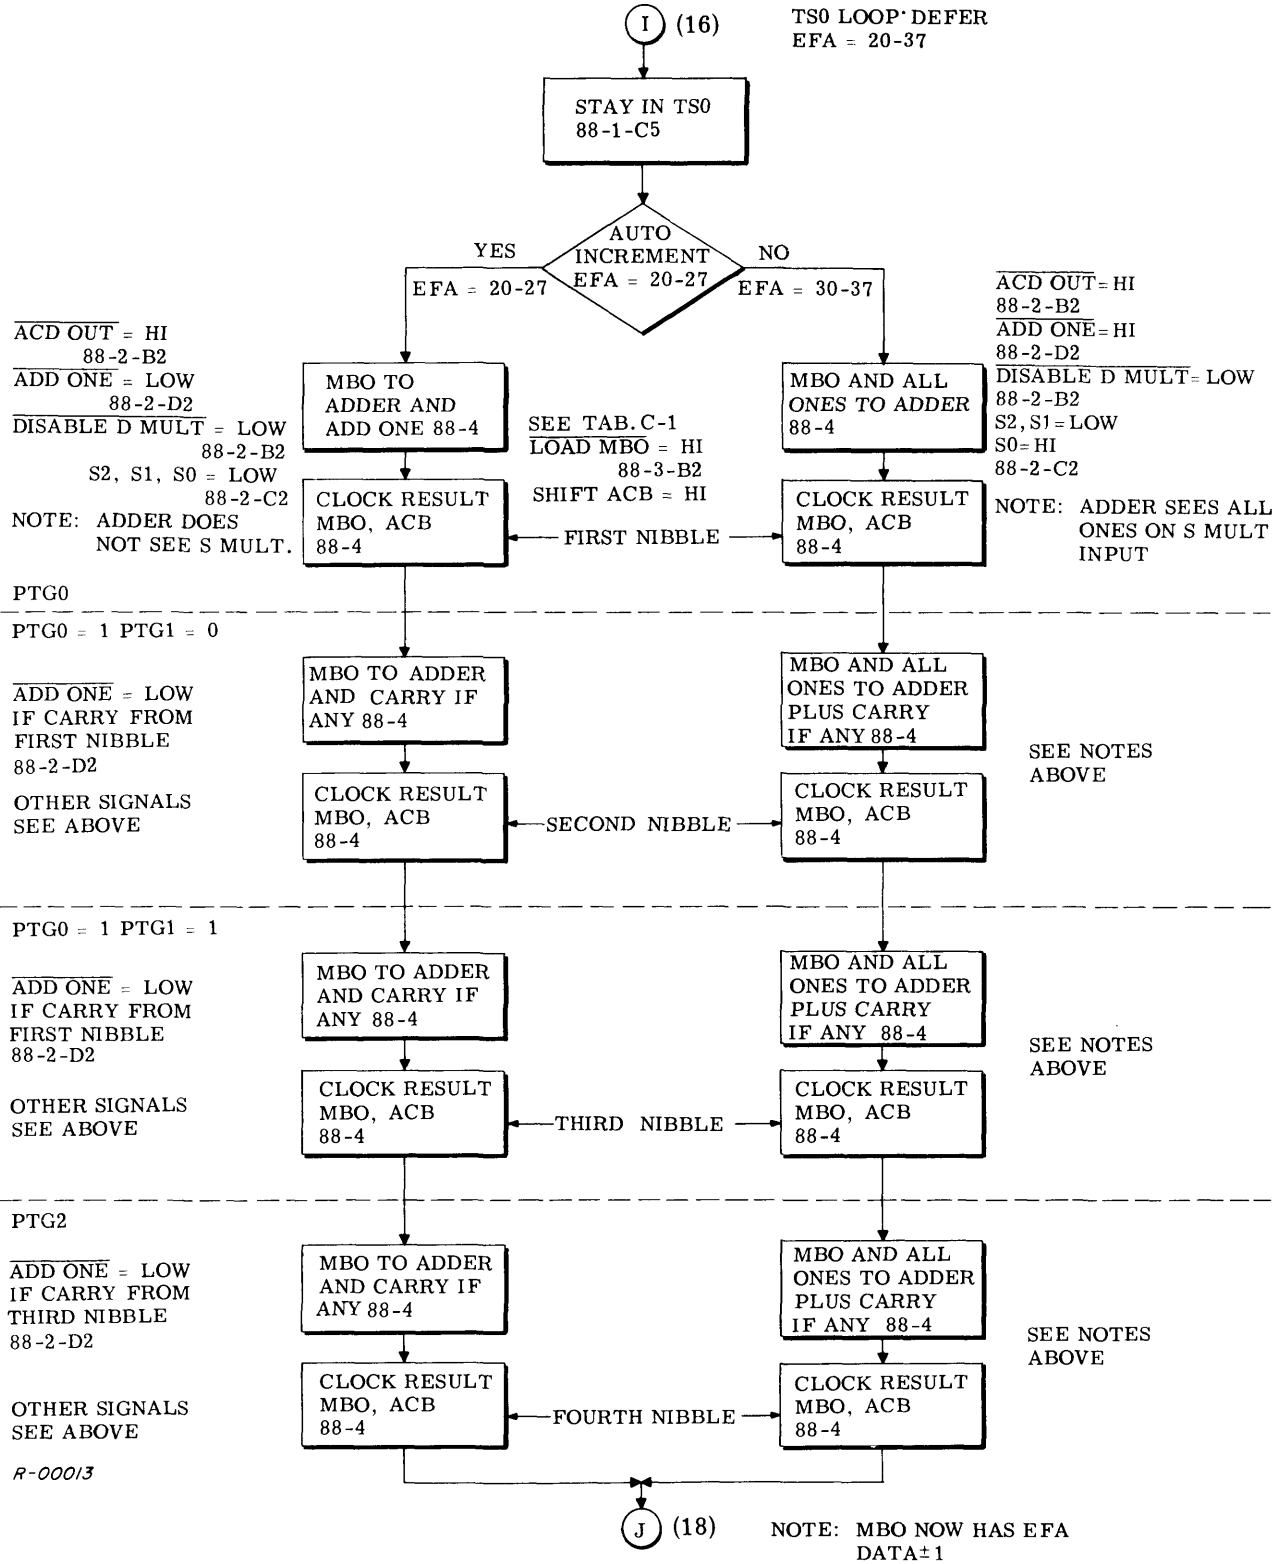 I (16)
TS0 LOOP DEFER
EFA = 20-37
STAY IN TS0
88-1-C5
AUTO
INCREMENT
EFA = 20-27
YES
EFA = 20-27
NO
EFA = 30-37
ACD OUT = HI
88-2-B2
ADD ONE = LOW
88-2-D2
DISABLE D MULT = LOW
88-2-B2
S2, S1, S0 = LOW
88-2-C2
NOTE: ADDER DOES
NOT SEE S MULT.
MBO TO
ADDER AND
ADD ONE 88-4
CLOCK RESULT
MBO, ACB
88-4
SEE TAB. C-1
LOAD MBO = HI
88-3-B2
SHIFT ACB = HI
FIRST NIBBLE
MBO AND ALL
ONES TO ADDER
88-4
CLOCK RESULT
MBO, ACB
88-4
ACD OUT= HI
88-2-B2
ADD ONE=HI
88-2-D2
DISABLE D MULT= LOW
88-2-B2
S2, S1=LOW
S0=HI
88-2-C2
NOTE: ADDER SEES ALL
ONES ON S MULT
INPUT
PTG0
PTG0 = 1 PTG1 = 0
ADD ONE = LOW
IF CARRY FROM
FIRST NIBBLE
88-2-D2
OTHER SIGNALS
SEE ABOVE
MBO TO ADDER
AND CARRY IF
ANY 88-4
CLOCK RESULT
MBO, ACB
88-4
SECOND NIBBLE
MBO AND ALL
ONES TO ADDER
PLUS CARRY
IF ANY 88-4
CLOCK RESULT
MBO, ACB
88-4
SEE NOTES
ABOVE
PTG0 = 1 PTG1 = 1
ADD ONE = LOW
IF CARRY FROM
FIRST NIBBLE
88-2-D2
OTHER SIGNALS
SEE ABOVE
MBO TO ADDER
AND CARRY IF
ANY 88-4
CLOCK RESULT
MBO, ACB
88-4
THIRD NIBBLE
MBO AND ALL
ONES TO ADDER
PLUS CARRY
IF ANY 88-4
CLOCK RESULT
MBO, ACB
88-4
SEE NOTES
ABOVE
PTG2
ADD ONE = LOW
IF CARRY FROM
THIRD NIBBLE
88-2-D2
OTHER SIGNALS
SEE ABOVE
MBO TO ADDER
AND CARRY IF
ANY 88-4
CLOCK RESULT
MBO, ACB
88-4
FOURTH NIBBLE
MBO AND ALL
ONES TO ADDER
PLUS CARRY
IF ANY 88-4
CLOCK RESULT
MBO, ACB
88-4
SEE NOTES
ABOVE
R-00013
J (18)
NOTE: MBO NOW HAS EFA
DATA±1